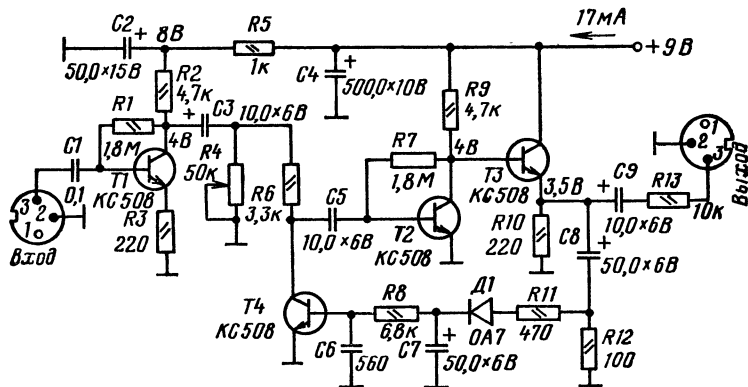 C2
+
8В
R5
17мА
+9В
50,0×15В
R2
4,7к
1к
C4
+
500,0×10В
R9
4,7к
R1
+
C3
10,0×6В
4В
1,8М
C1
0,1
T1
КС508
R4
50к
R6
3,3к
R7
1,8М
4В
T3
КС508
C5
10,0×6В
T2
КС508
3,5В
R10
220
+
C9
10,0×6В
R13
10к
C8
+
50,0×6В
1
2
3
Выход
3
2
1
Вход
R3
220
T4
КС508
R8
6,8к
Д1
ОА7
R11
470
C6
560
C7
+
50,0×6В
R12
100